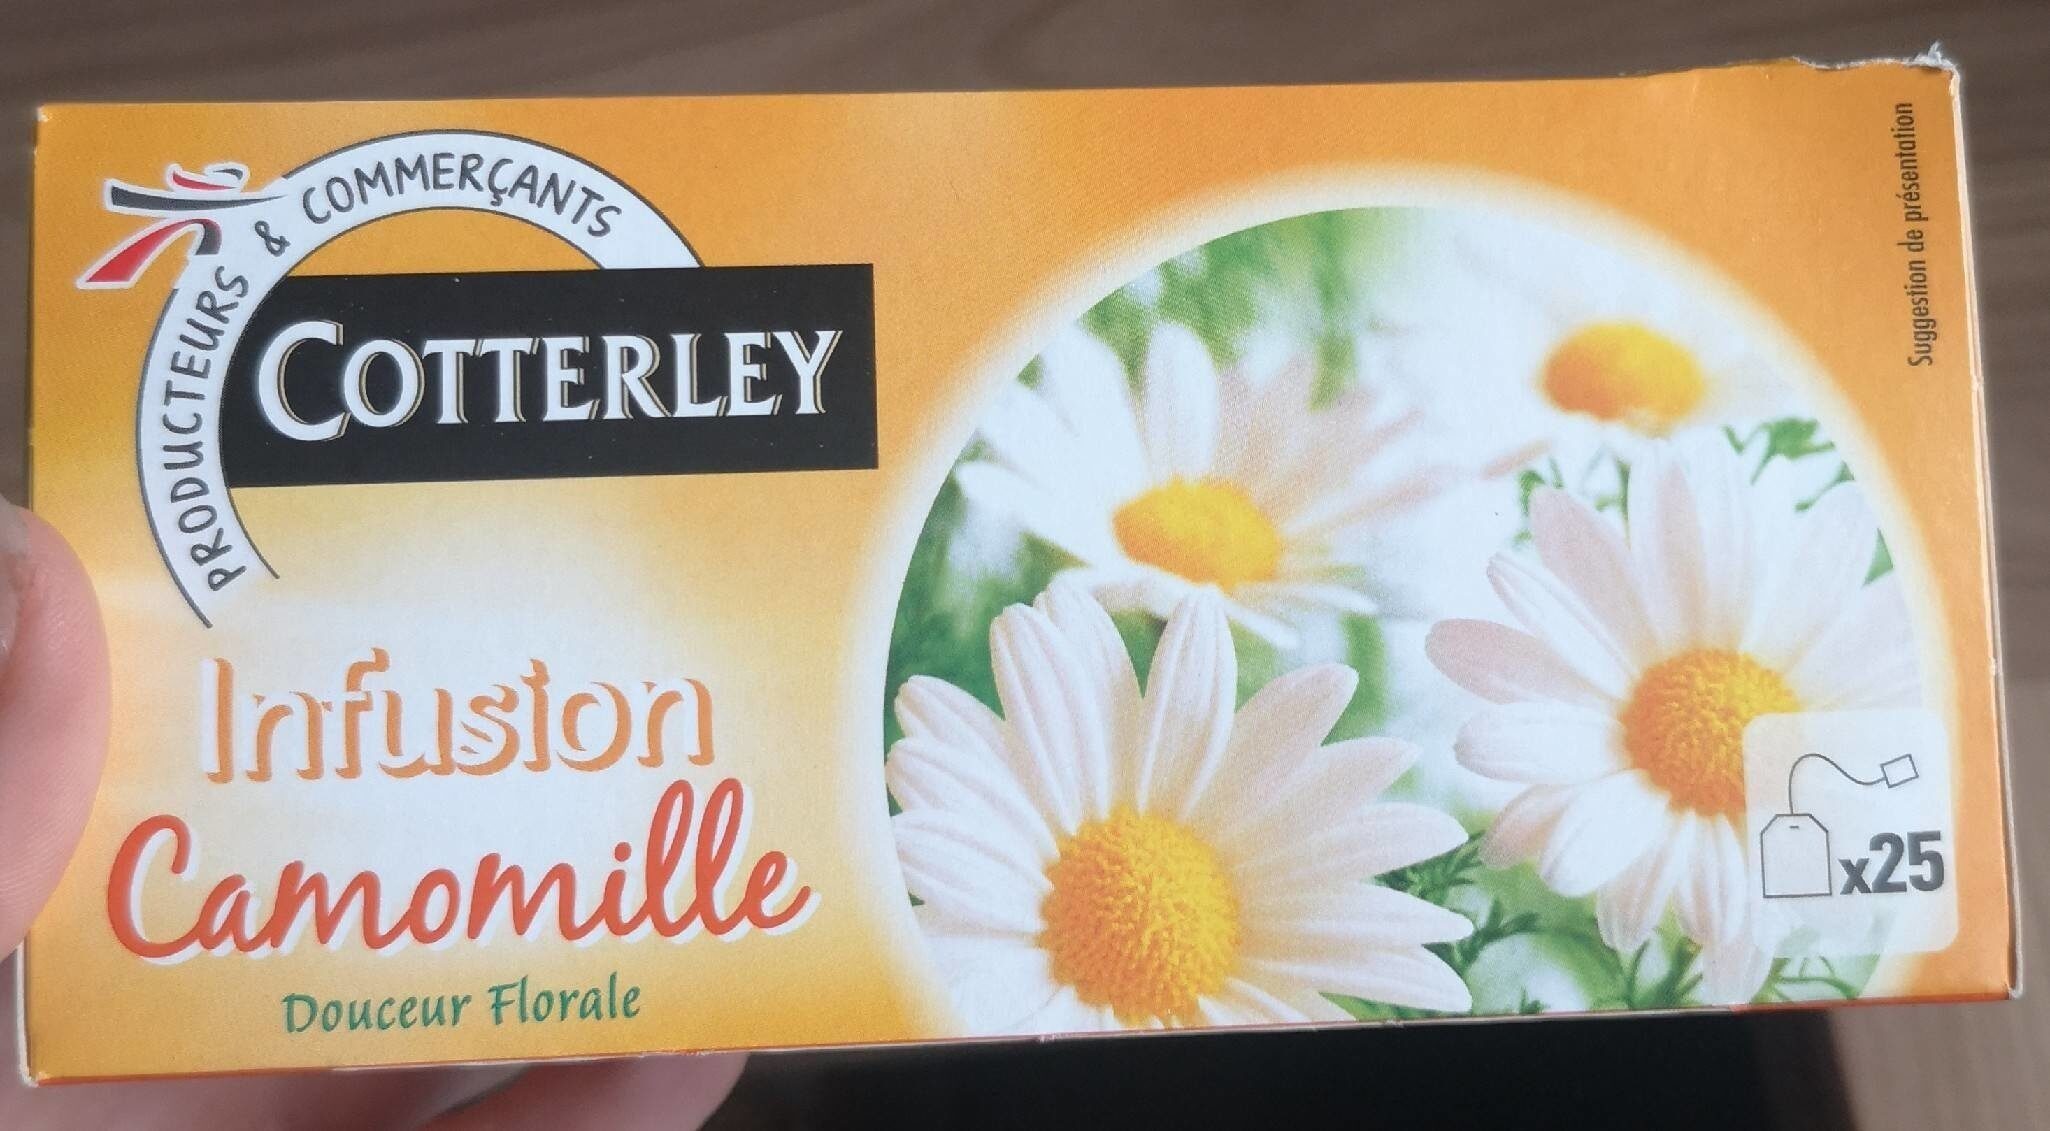 PRODUCTEURS & COMMERÇANTS
COTTERLEY
Infusion
Camomille
Douceur Florale
Suggestion de présentation
x25